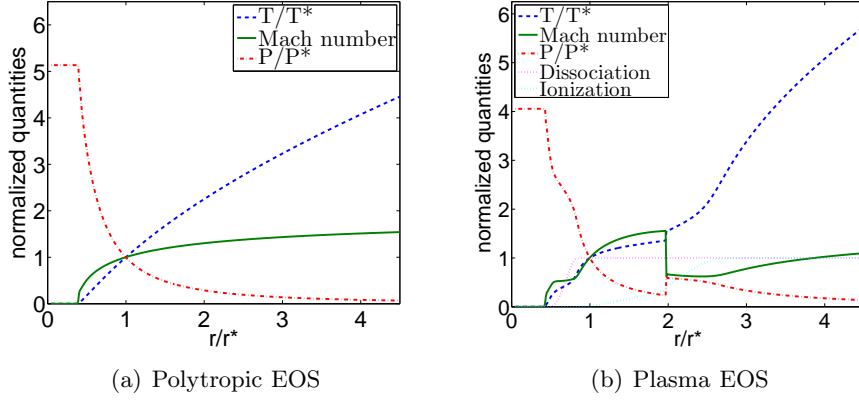 6
5
4
3
2
1
0
0
1
2
3
4
normalized quantities
r/r*
T/T*
Mach number
P/P*
(a) Polytropic EOS
6
5
4
3
2
1
0
0
1
2
3
4
normalized quantities
r/r*
T/T*
Mach number
P/P*
Dissociation
Ionization
(b) Plasma EOS